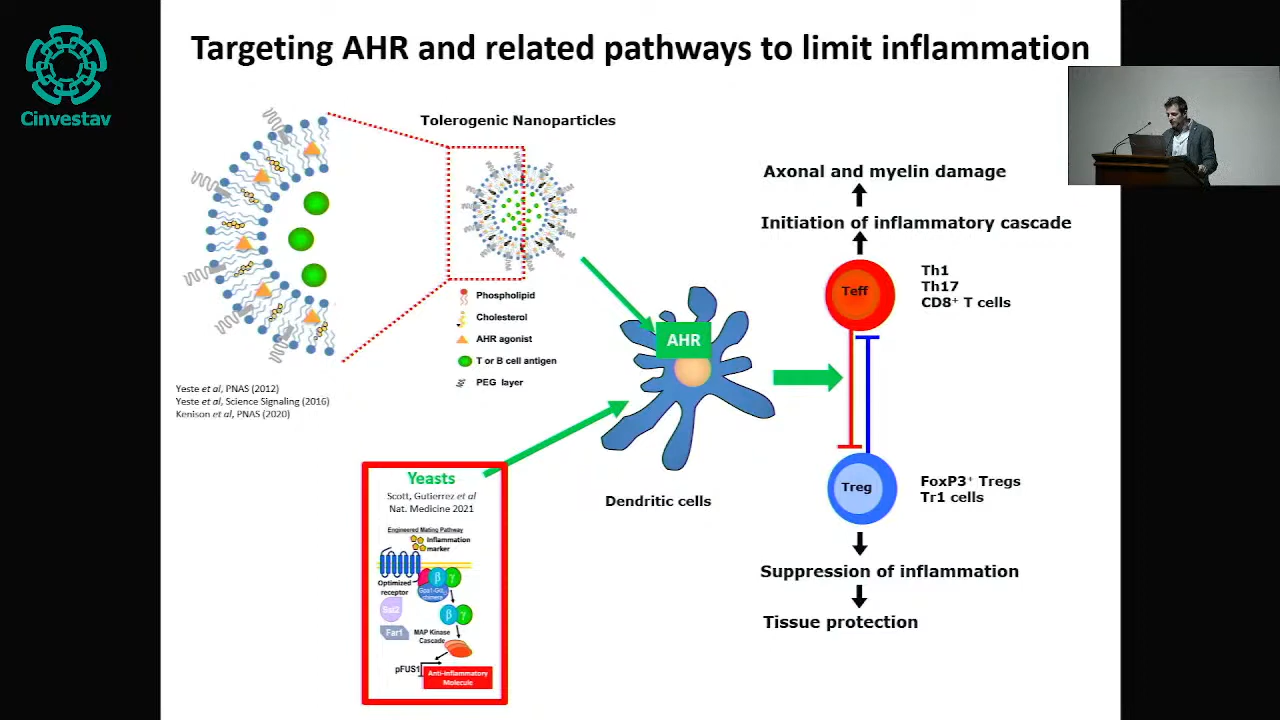 Cinvestav
Targeting AHR and related pathways to limit inflammation
Tolerogenic Nanoparticles
Phospholipid
Cholesterol
AHR agonist
T or B cell antigen
PEG layer
Yeste et al, PNAS (2012)
Yeste et al, Science Signaling (2016)
Kenison et al, PNAS (2020)
Yeasts
Scott, Gutierrez et al
Nat. Medicine 2021
Engineered Mating Pathway
Inflammation
marker
Optimized
receptor
β
γ
Gpa1-Gαi
chimera
Sst2
β
γ
Far1
MAP Kinase
Cascade
pFUS1
Anti-Inflammatory
Molecule
AHR
Dendritic cells
Axonal and myelin damage
Initiation of inflammatory cascade
Teff
Th1
Th17
CD8⁺ T cells
Treg
FoxP3⁺ Tregs
Tr1 cells
Suppression of inflammation
Tissue protection